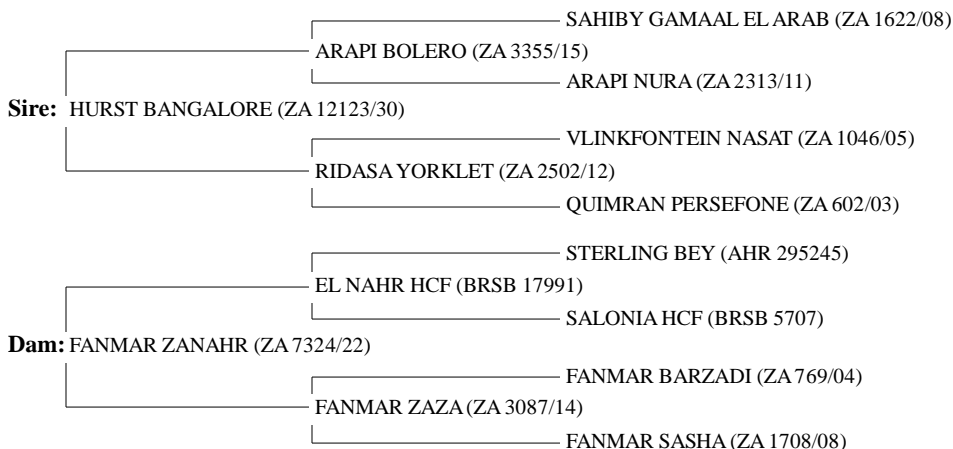 SAHIBY GAMAAL EL ARAB (ZA 1622/08)
ARAPI BOLERO (ZA 3355/15)
ARAPI NURA (ZA 2313/11)
Sire: HURST BANGALORE (ZA 12123/30)
VLINKFONTEIN NASAT (ZA 1046/05)
RIDASA YORKLET (ZA 2502/12)
QUIMRAN PERSEFONE (ZA 602/03)
STERLING BEY (AHR 295245)
EL NAHR HCF (BRSB 17991)
SALONIA HCF (BRSB 5707)
Dam: FANMAR ZANAHR (ZA 7324/22)
FANMAR BARZADI (ZA 769/04)
FANMAR ZAZA (ZA 3087/14)
FANMAR SASHA (ZA 1708/08)